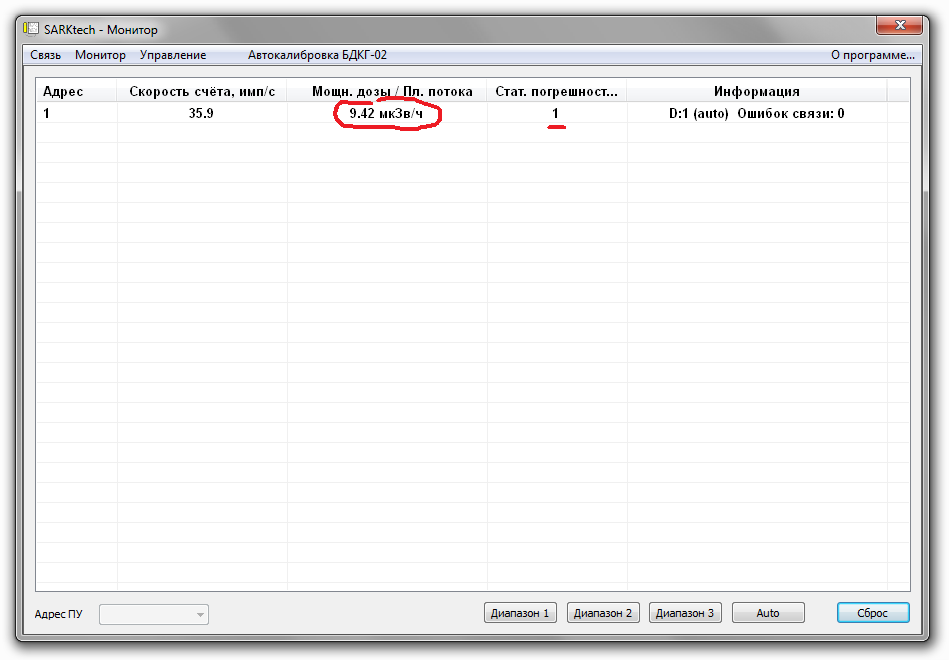 SARKtech - Монитор
Связь Монитор Управление Автокалибровка БДКГ-02 О программе...
Адрес Скорость счёта, имп/с Мощн. дозы / Пл. потока Стат. погрешност... Информация
1 35.9 9.42 мкЗв/ч 1 D:1 (auto) Ошибок связи: 0
Адрес ПУ Диапазон 1 Диапазон 2 Диапазон 3 Auto Сброс